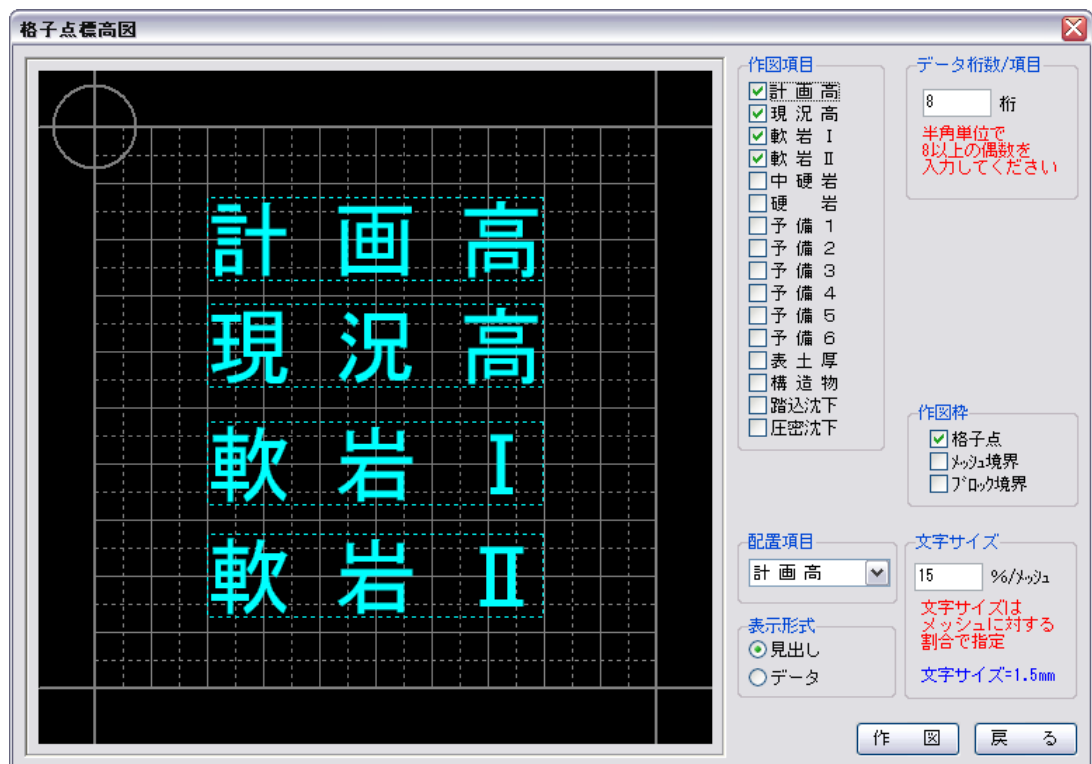 格子点標高図
計 画 高
現 況 高
軟 岩 Ⅰ
軟 岩 Ⅱ
作図項目
計 画 高
現 況 高
軟 岩 Ⅰ
軟 岩 Ⅱ
中 硬 岩
硬　　岩
予 備 1
予 備 2
予 備 3
予 備 4
予 備 5
予 備 6
表 土 厚
構 造 物
踏込沈下
圧密沈下
データ桁数/項目
8 桁
半角単位で
8以上の偶数を
入力してください
作図枠
格子点
ﾒｯｼｭ境界
ﾌﾞﾛｯｸ境界
配置項目
計 画 高
表示形式
見出し
データ
文字サイズ
15 %/ﾒｯｼｭ
文字サイズは
メッシュに対する
割合で指定
文字サイズ=1.5mm
作　図
戻　る